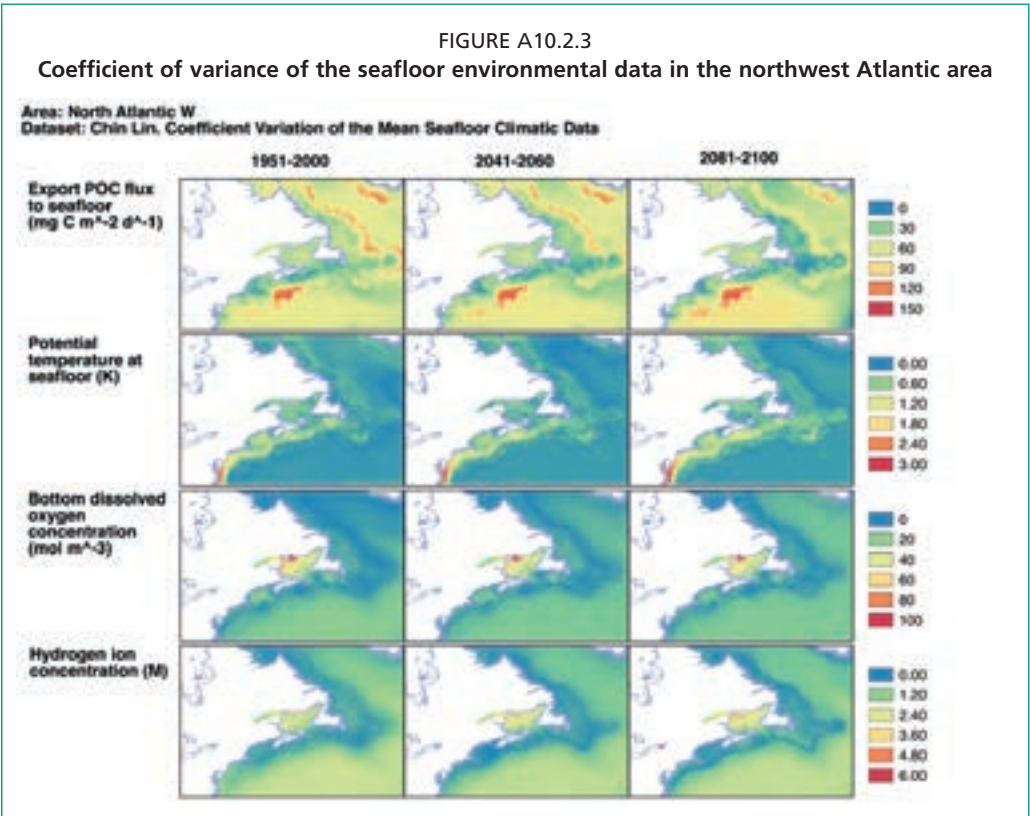 FIGURE A10.2.3
Coefficient of variance of the seafloor environmental data in the northwest Atlantic area
Area: North Atlantic W
Dataset: Chin Lin. Coefficient Variation of the Mean Seafloor Climatic Data
1951-2000 2041-2060 2081-2100
Export POC flux
to seafloor
(mg C m^-2 d^-1)
0
30
60
90
120
150
Potential
temperature at
seafloor (K)
0.00
0.60
1.20
1.80
2.40
3.00
Bottom dissolved
oxygen
concentration
(mol m^-3)
0
20
40
60
80
100
Hydrogen ion
concentration (M)
0.00
1.20
2.40
3.60
4.80
6.00